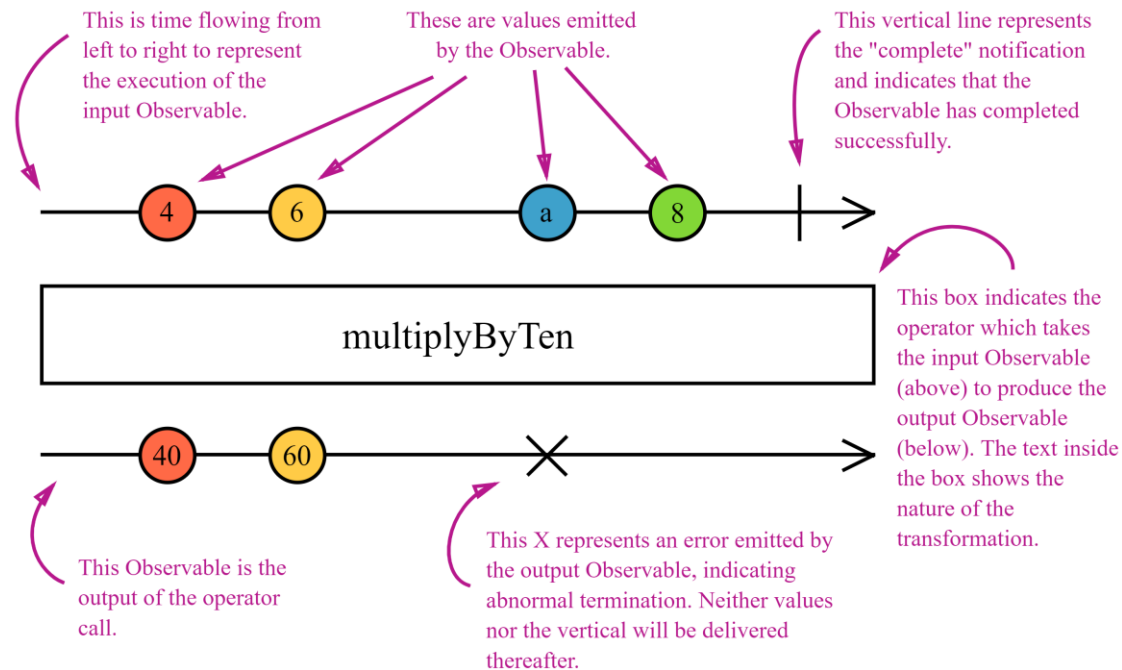 This is time flowing from
left to right to represent
the execution of the
input Observable.
These are values emitted
by the Observable.
This vertical line represents
the "complete" notification
and indicates that the
Observable has completed
successfully.
4
6
a
8
multiplyByTen
This box indicates the
operator which takes
the input Observable
(above) to produce the
output Observable
(below). The text inside
the box shows the
nature of the
transformation.
40
60
This Observable is the
output of the operator
call.
This X represents an error emitted by
the output Observable, indicating
abnormal termination. Neither values
nor the vertical will be delivered
thereafter.